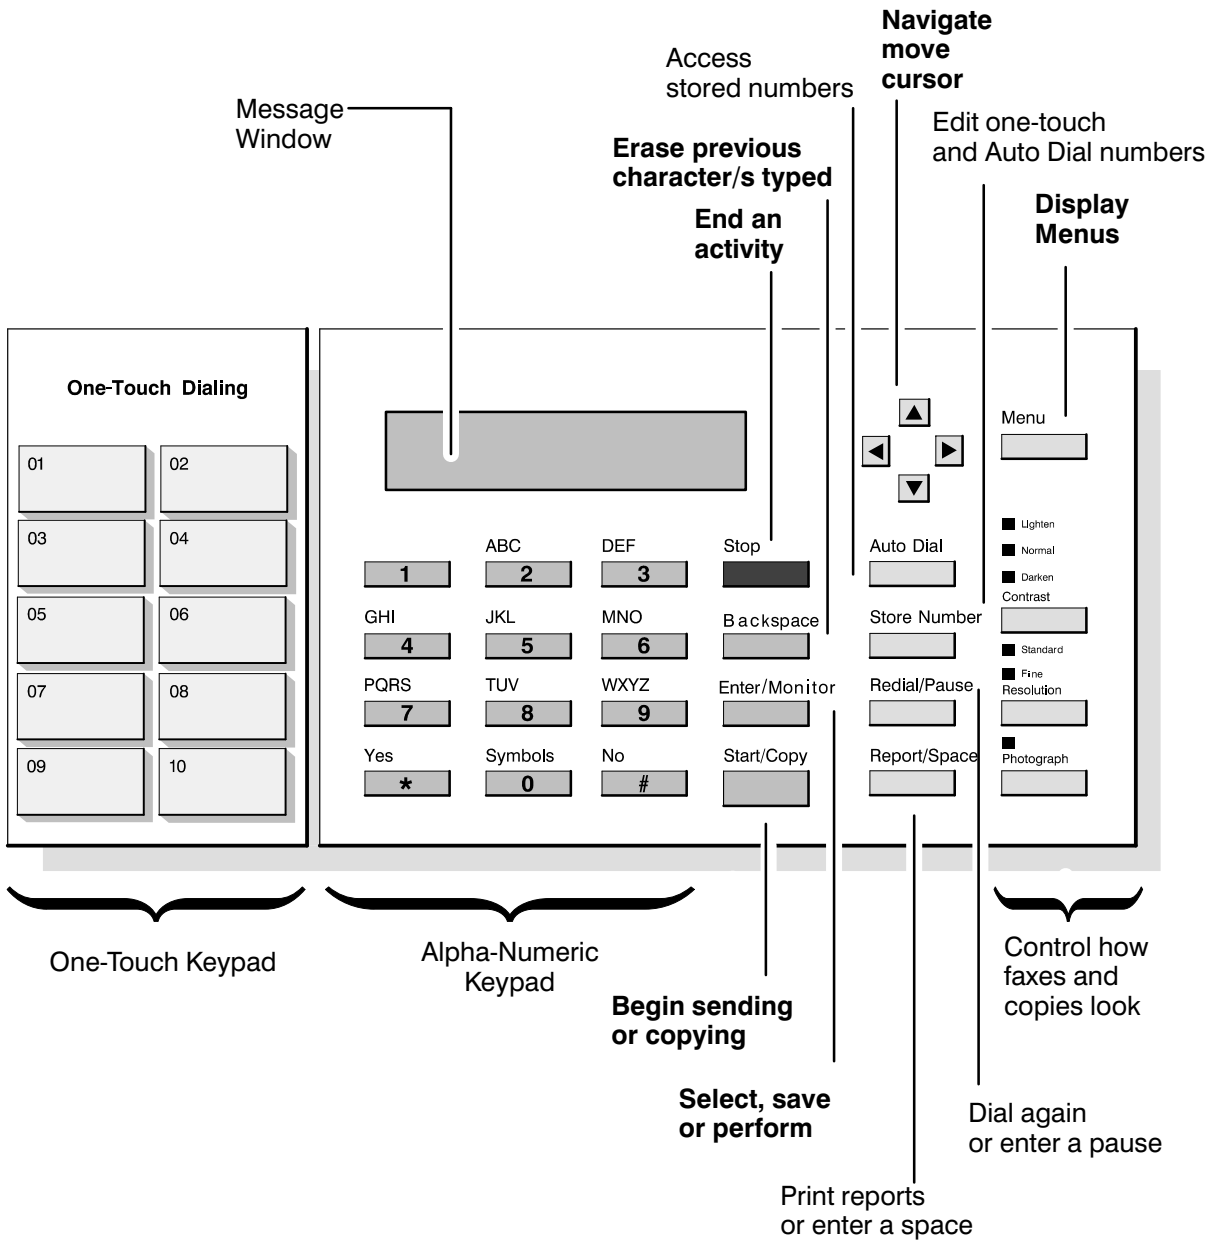 Navigate
move
cursor
Access
stored numbers
Message
Window
Edit one-touch
and Auto Dial numbers
Erase previous
character/s typed
Display
Menus
End an
activity
One-Touch Dialing
Menu
01
02
03
04
05
06
07
08
09
10
Lighten
Normal
Darken
Contrast
Standard
Fine
Resolution
Photograph
ABC
DEF
Stop
Auto Dial
1
2
3
GHI
JKL
MNO
Backspace
Store Number
4
5
6
PQRS
TUV
WXYZ
Enter/Monitor
Redial/Pause
7
8
9
Yes
Symbols
No
Start/Copy
Report/Space
*
0
#
One-Touch Keypad
Alpha-Numeric
Keypad
Control how
faxes and
copies look
Begin sending
or copying
Select, save
or perform
Dial again
or enter a pause
Print reports
or enter a space